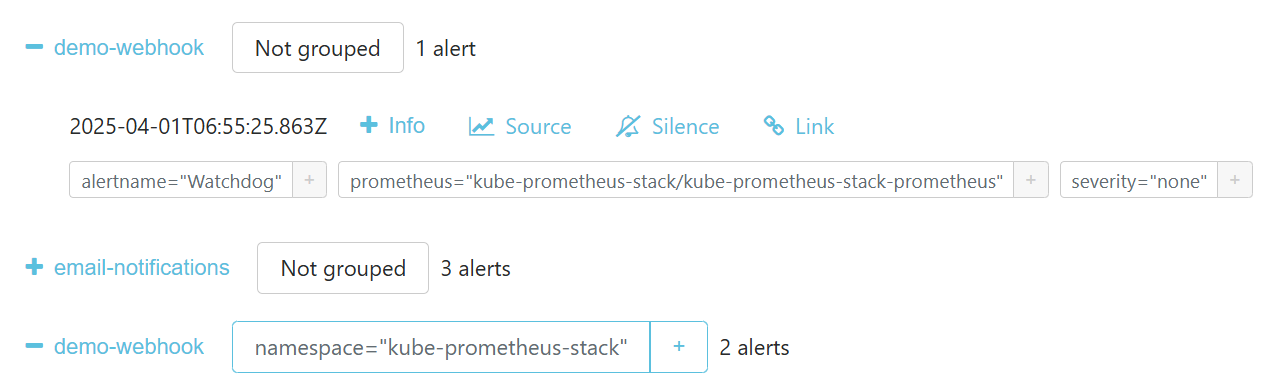 demo-webhook Not grouped 1 alert
2025-04-01T06:55:25.863Z Info Source Silence Link
alertname="Watchdog" + prometheus="kube-prometheus-stack/kube-prometheus-stack-prometheus" + severity="none" +
email-notifications Not grouped 3 alerts
demo-webhook namespace="kube-prometheus-stack" + 2 alerts